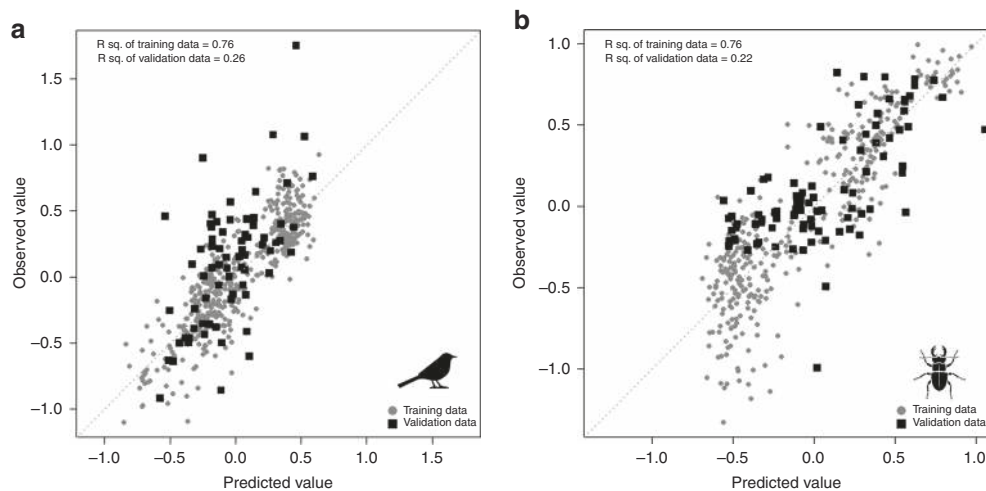 a
R sq. of training data = 0.76
R sq. of validation data = 0.26
1.5
1.0
0.5
0.0
−0.5
−1.0
Observed value
−1.0 −0.5 0.0 0.5 1.0 1.5
Predicted value
Training data
Validation data
b
R sq. of training data = 0.76
R sq. of validation data = 0.22
1.0
0.5
0.0
−0.5
−1.0
Observed value
−1.0 −0.5 0.0 0.5 1.0
Predicted value
Training data
Validation data